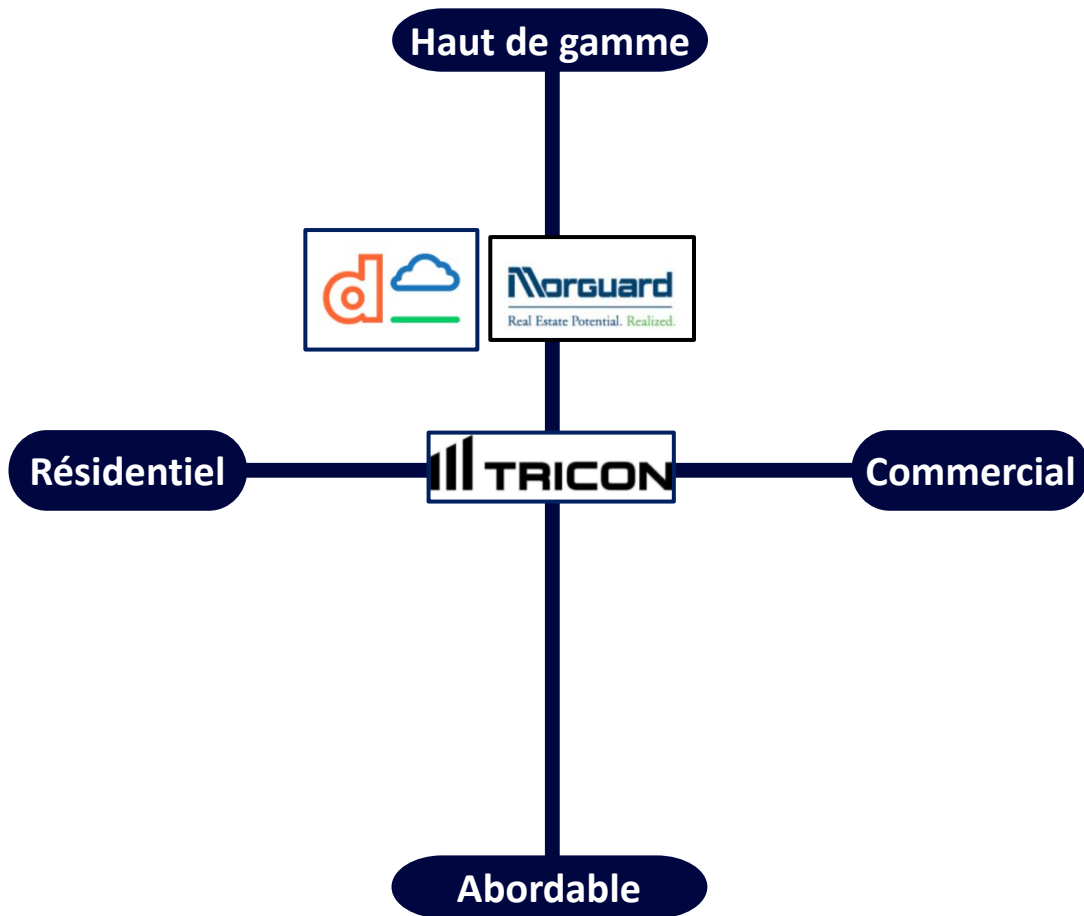 Haut de gamme
d
Morguard
Real Estate Potential. Realized.
Résidentiel
TRICON
Commercial
Abordable